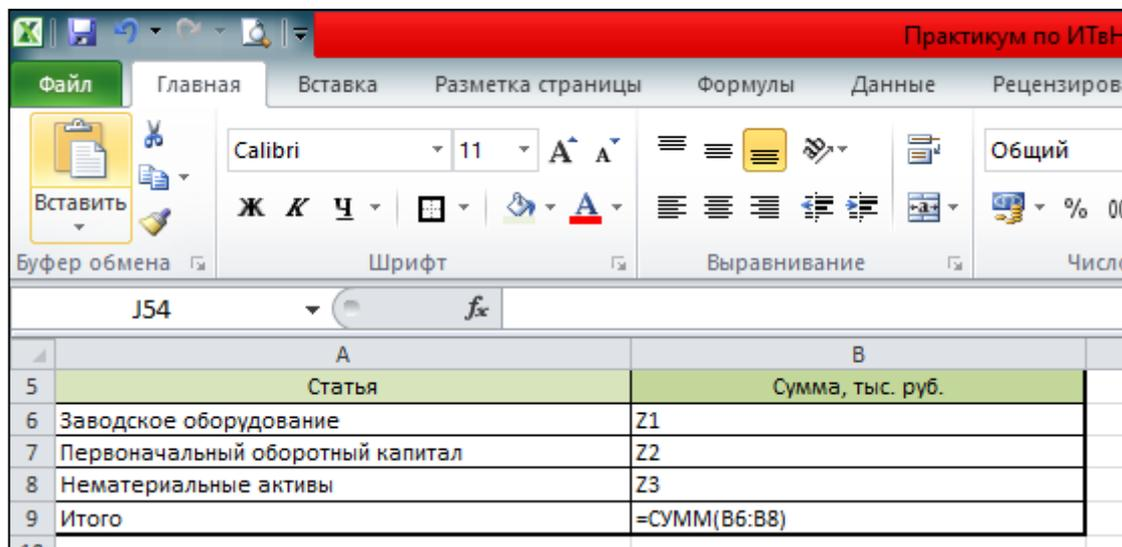 Практикум по ИТвН
Файл Главная Вставка Разметка страницы Формулы Данные Рецензиров
Вставить
Calibri 11 А А Общий
Ж К Ч А % 00
Буфер обмена Шрифт Выравнивание Число
J54 fx
A B
5 Статья Сумма, тыс. руб.
6 Заводское оборудование Z1
7 Первоначальный оборотный капитал Z2
8 Нематериальные активы Z3
9 Итого =СУММ(B6:B8)